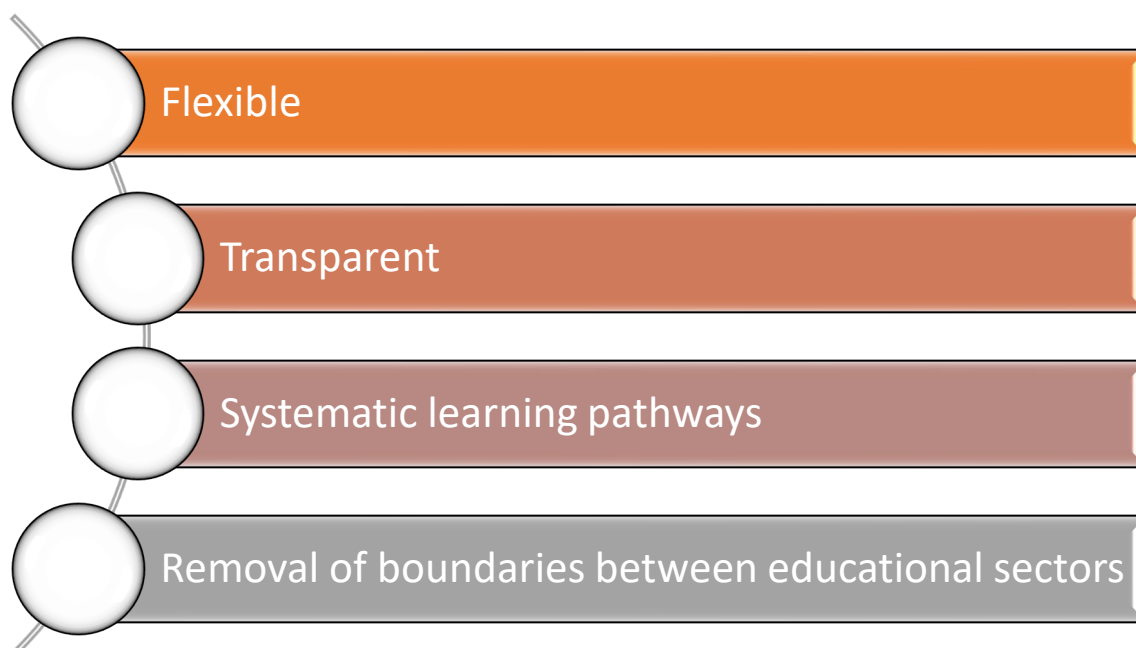 Flexible
Transparent
Systematic learning pathways
Removal of boundaries between educational sectors